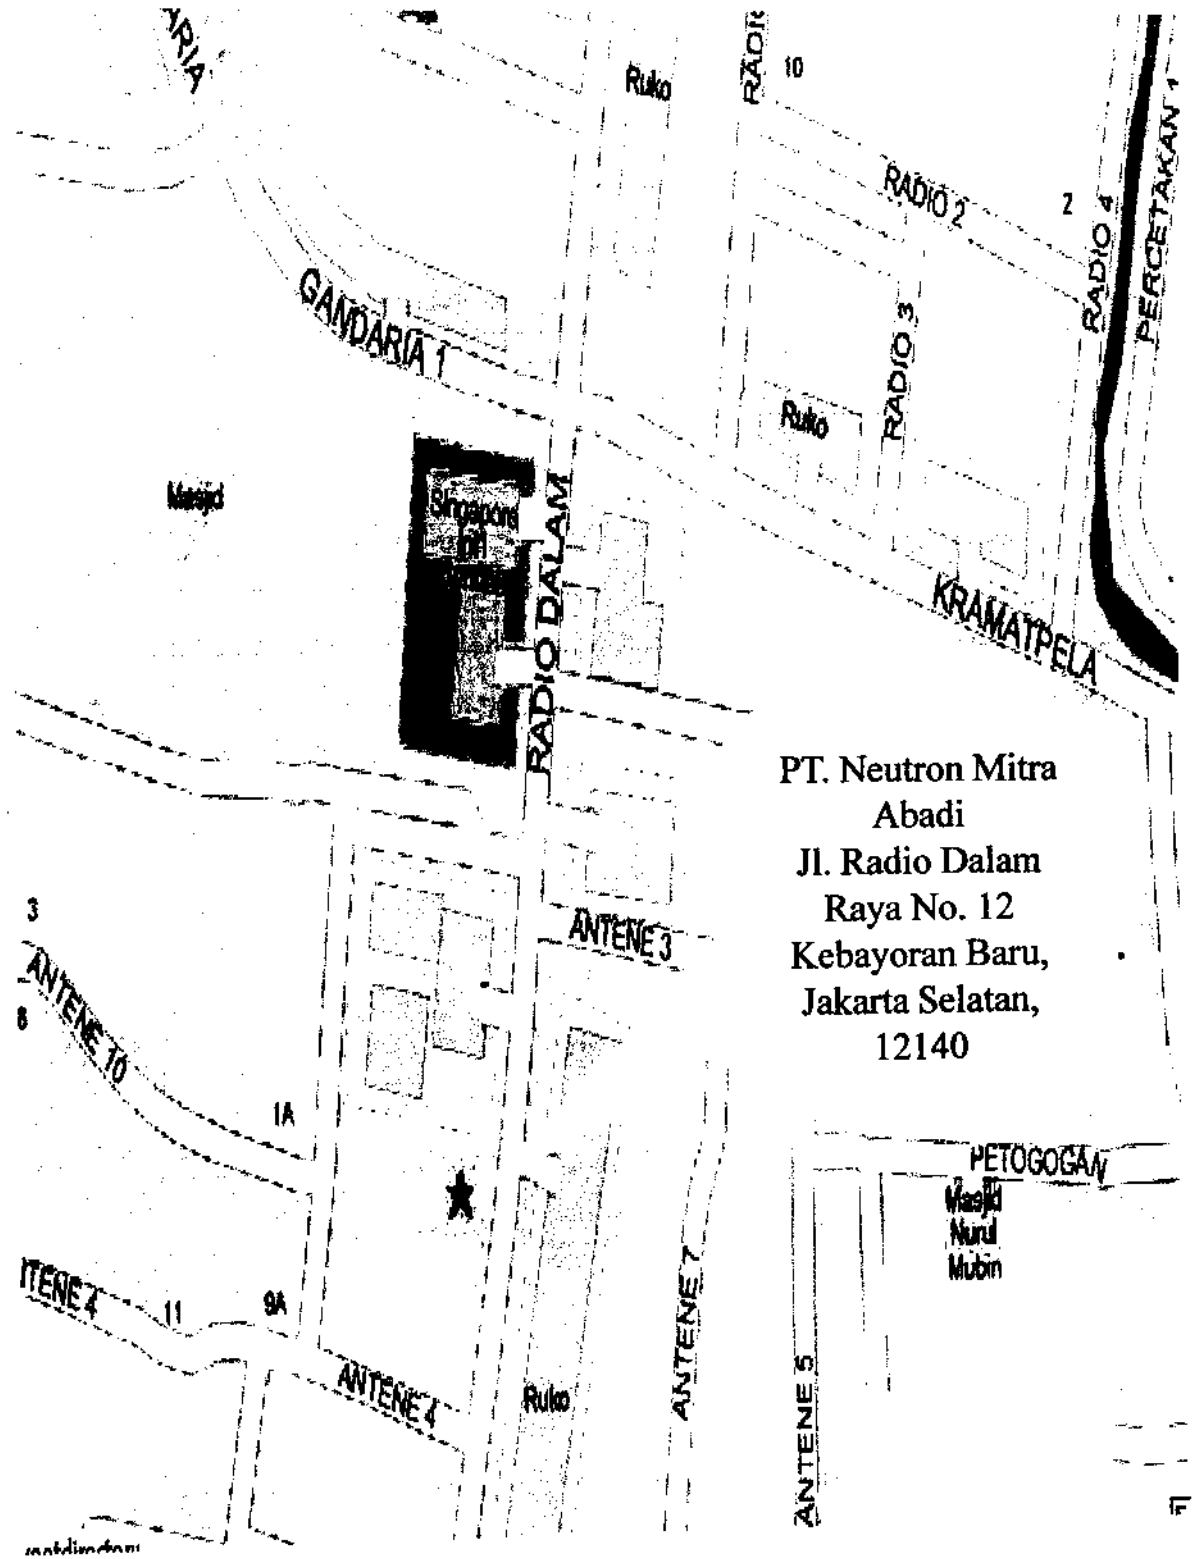 Ruko
10
RADIO 2
2
RADIO 4
PERCETAKAN 1
GANDARIA 1
RADIO 3
Ruko
Masjid
Singapore
RADIO DALAM
KRAMATPELA
PT. Neutron Mitra
Abadi
Jl. Radio Dalam
Raya No. 12
Kebayoran Baru,
Jakarta Selatan,
12140
3
ANTENE 3
ANTENE 10
8
1A
PETOGOGAN
Masjid
Nurul
Mubin
ITENE 4
11
9A
ANTENE 7
ANTENE 4
Ruko
ANTENE 5